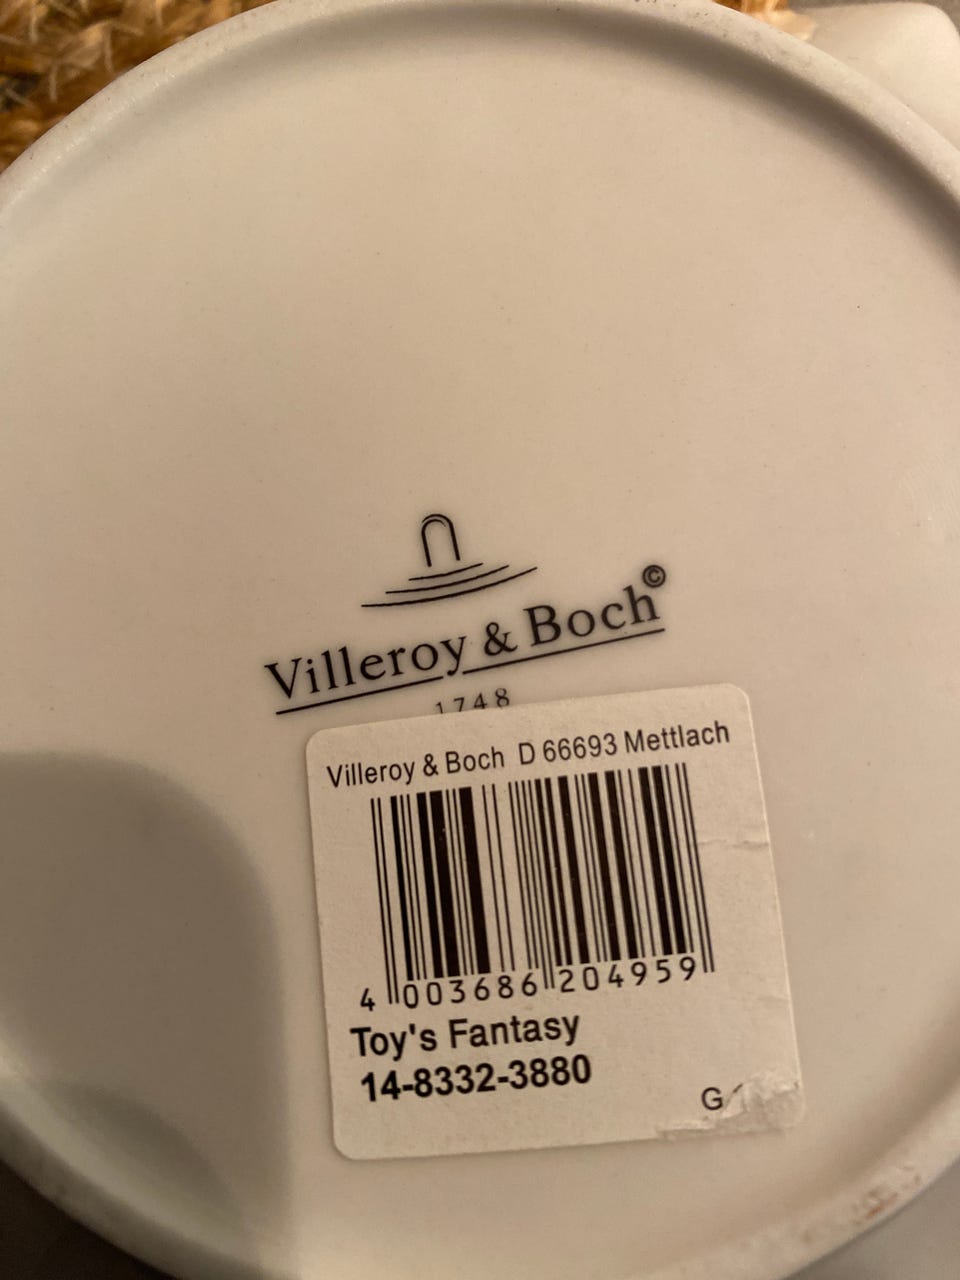 Villeroy & Boch©
1748
Villeroy & Boch D 66693 Mettlach
4 003686 204959
Toy's Fantasy
14-8332-3880
G